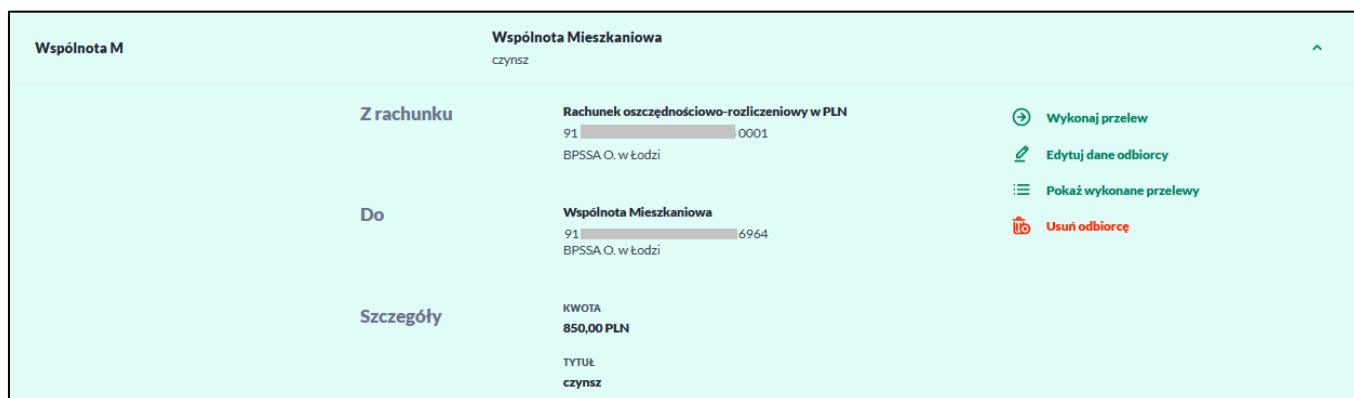 Wspólnota M
Wspólnota Mieszkaniowa
czynsz
Z rachunku
Rachunek oszczędnościowo-rozliczeniowy w PLN
91 0001
BPSSA O. w Łodzi
Wykonaj przelew
Edytuj dane odbiorcy
Pokaż wykonane przelewy
Usuń odbiorcę
Do
Wspólnota Mieszkaniowa
91 6964
BPSSA O. w Łodzi
Szczegóły
KWOTA
850,00 PLN
TYTUŁ
czynsz